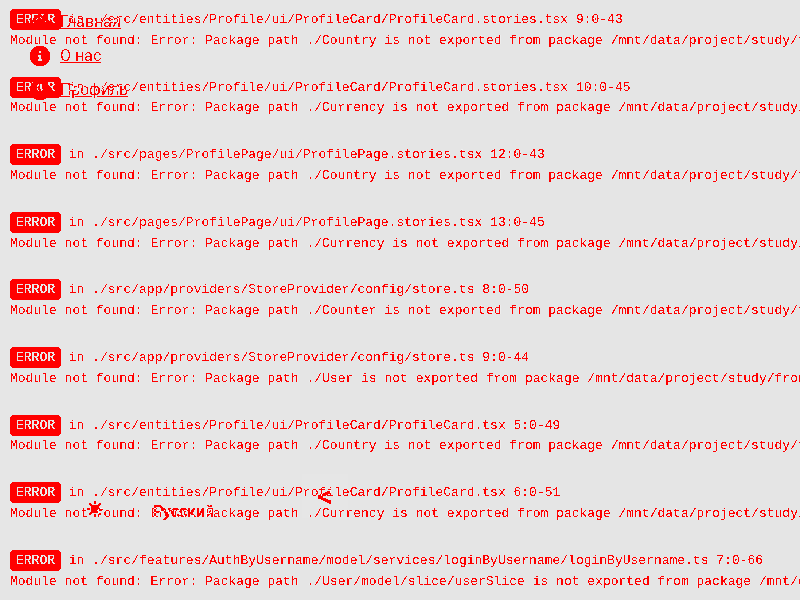 ERROR in ./src/entities/Profile/ui/ProfileCard/ProfileCard.stories.tsx 9:0-43
Главная
Module not found: Error: Package path ./Country is not exported from package /mnt/data/project/study/
О нас
ERROR in ./src/entities/Profile/ui/ProfileCard/ProfileCard.stories.tsx 10:0-45
Профиль
Module not found: Error: Package path ./Currency is not exported from package /mnt/data/project/study
ERROR in ./src/pages/ProfilePage/ui/ProfilePage.stories.tsx 12:0-43
Module not found: Error: Package path ./Country is not exported from package /mnt/data/project/study/
ERROR in ./src/pages/ProfilePage/ui/ProfilePage.stories.tsx 13:0-45
Module not found: Error: Package path ./Currency is not exported from package /mnt/data/project/study
ERROR in ./src/app/providers/StoreProvider/config/store.ts 8:0-50
Module not found: Error: Package path ./Counter is not exported from package /mnt/data/project/study/
ERROR in ./src/app/providers/StoreProvider/config/store.ts 9:0-44
Module not found: Error: Package path ./User is not exported from package /mnt/data/project/study/fro
ERROR in ./src/entities/Profile/ui/ProfileCard/ProfileCard.tsx 5:0-49
Module not found: Error: Package path ./Country is not exported from package /mnt/data/project/study/
ERROR in ./src/entities/Profile/ui/ProfileCard/ProfileCard.tsx 6:0-51
<
Русский
Module not found: Error: Package path ./Currency is not exported from package /mnt/data/project/study
ERROR in ./src/features/AuthByUsername/model/services/loginByUsername/loginByUsername.ts 7:0-66
Module not found: Error: Package path ./User/model/slice/userSlice is not exported from package /mnt/